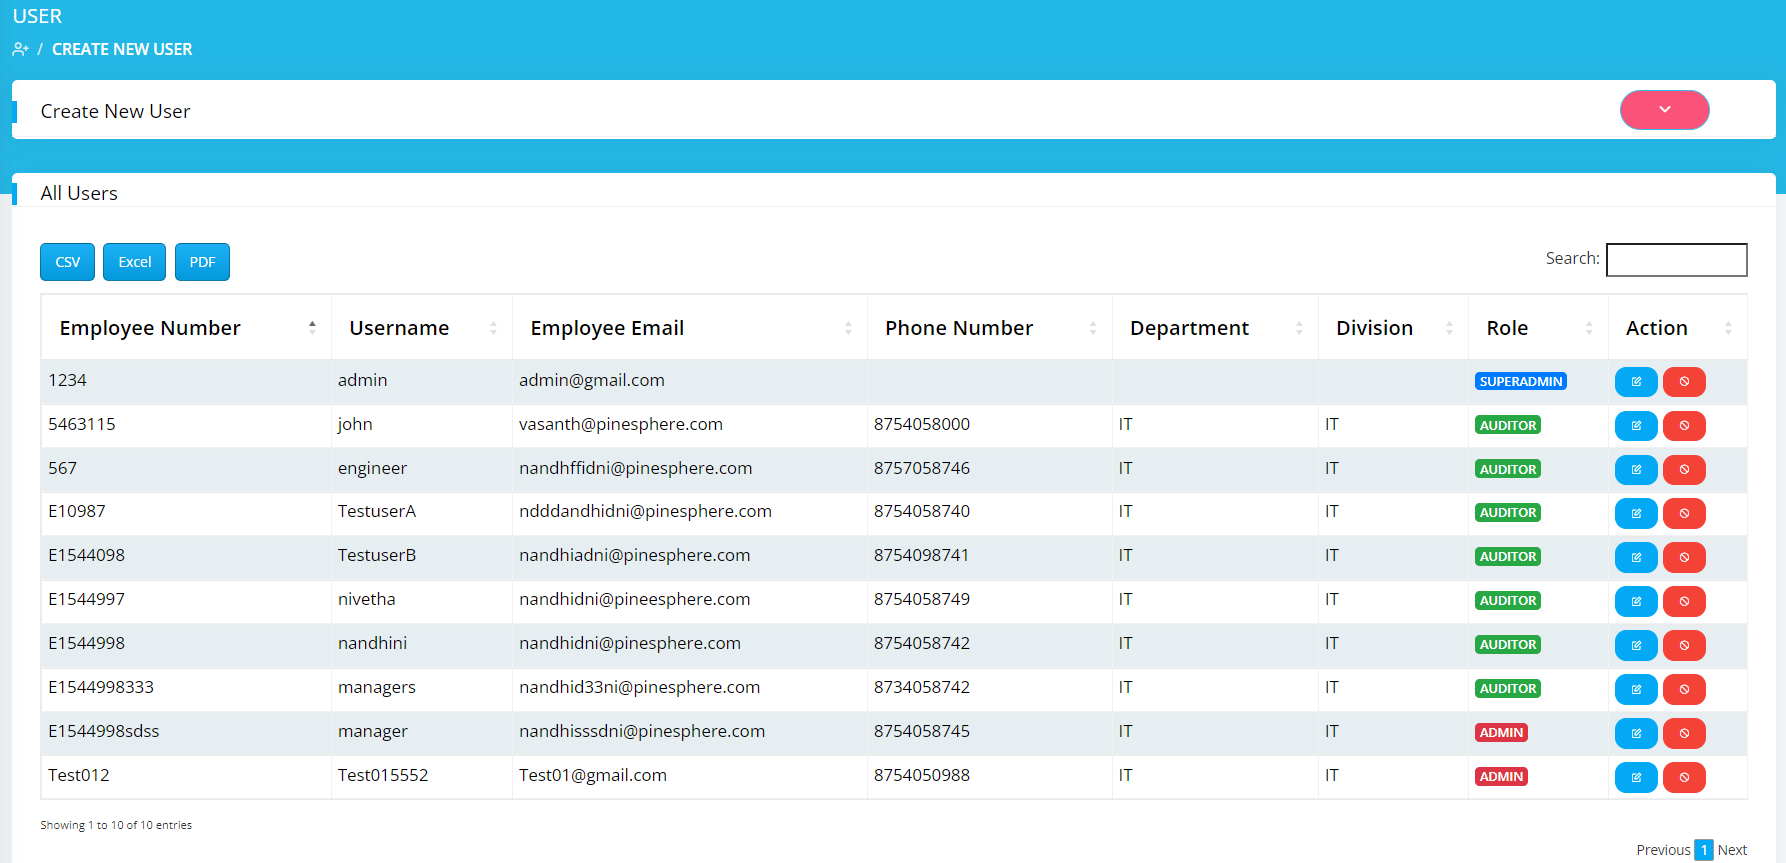 USER
/ CREATE NEW USER
Create New User
All Users
CSV Excel PDF Search:
Employee Number Username Employee Email Phone Number Department Division Role Action
1234 admin admin@gmail.com SUPERADMIN
5463115 john vasanth@pinesphere.com 8754058000 IT IT AUDITOR
567 engineer nandhffidni@pinesphere.com 8757058746 IT IT AUDITOR
E10987 TestuserA ndddandhidni@pinesphere.com 8754058740 IT IT AUDITOR
E1544098 TestuserB nandhiadni@pinesphere.com 8754098741 IT IT AUDITOR
E1544997 nivetha nandhidni@pineesphere.com 8754058749 IT IT AUDITOR
E1544998 nandhini nandhidni@pinesphere.com 8754058742 IT IT AUDITOR
E1544998333 managers nandhid33ni@pinesphere.com 8734058742 IT IT AUDITOR
E1544998sdss manager nandhisssdni@pinesphere.com 8754058745 IT IT ADMIN
Test012 Test015552 Test01@gmail.com 8754050988 IT IT ADMIN
Showing 1 to 10 of 10 entries
Previous 1 Next